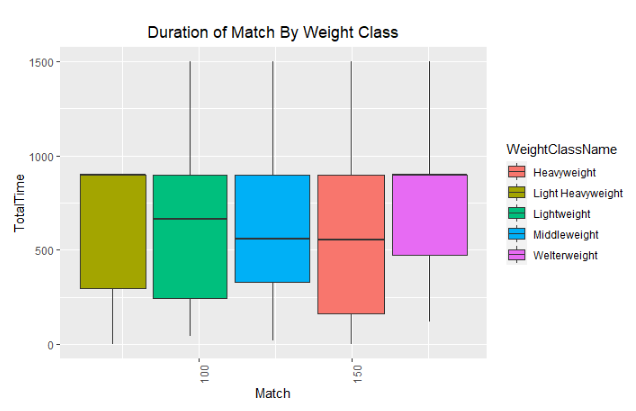 Duration of Match By Weight Class
1500
1000
500
0
TotalTime
100
150
Match
WeightClassName
Heavyweight
Light Heavyweight
Lightweight
Middleweight
Welterweight